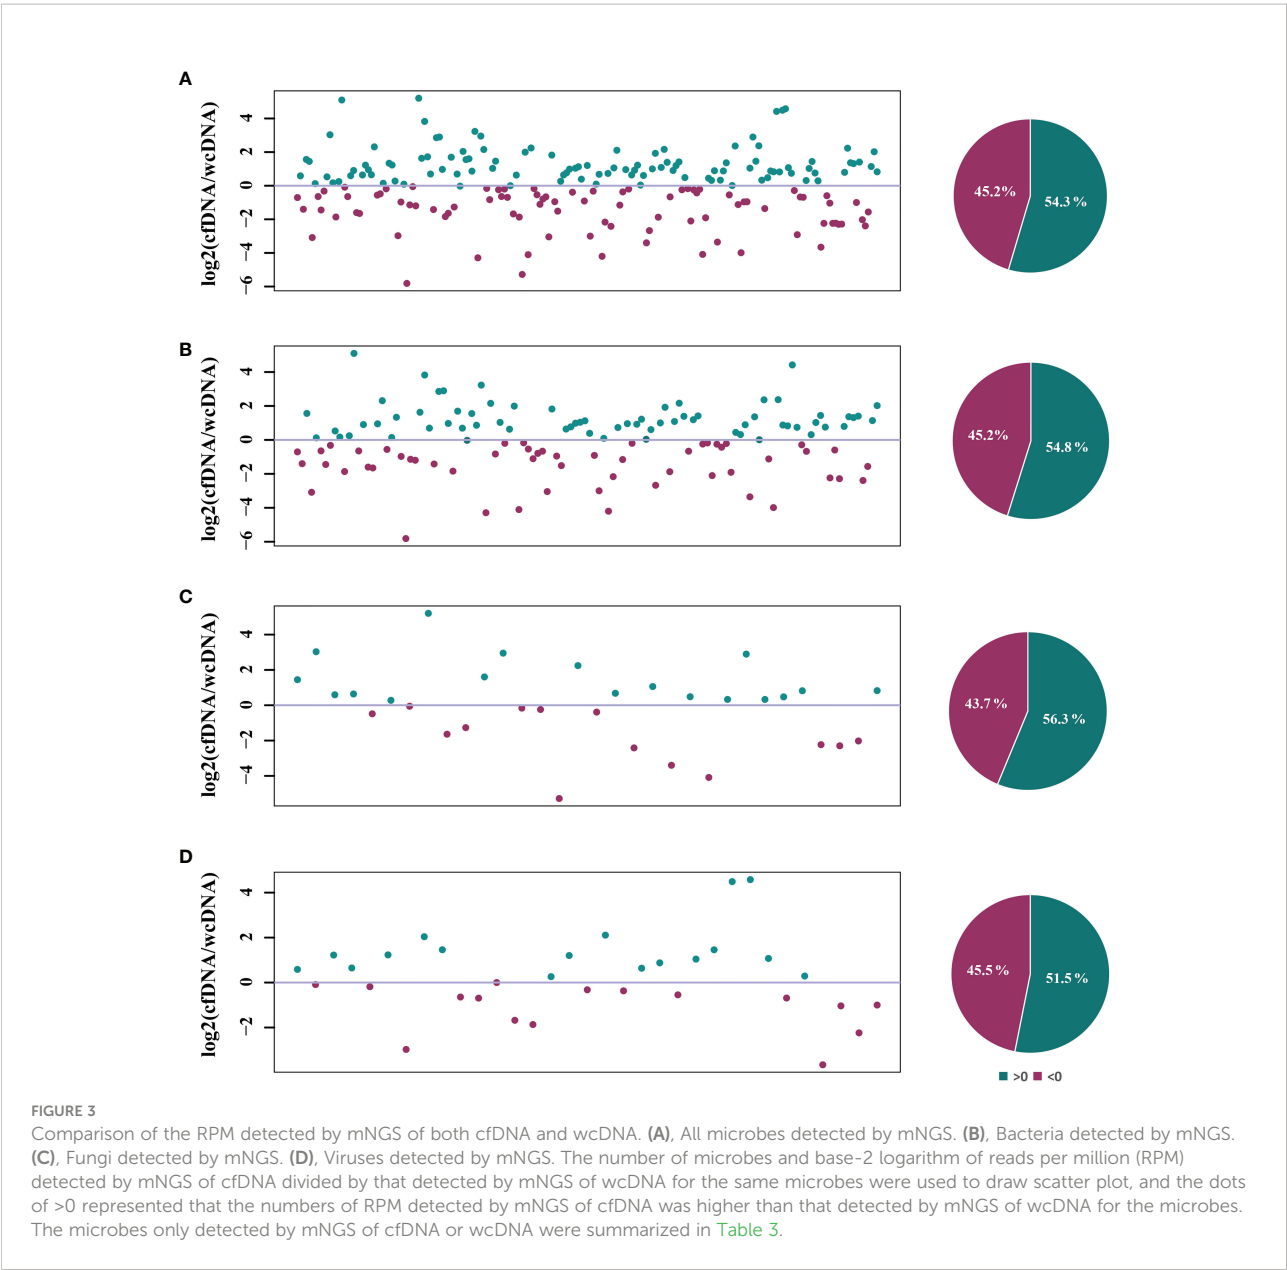 A
log2(cfDNA/wcDNA)
4
2
0
−2
−4
−6
45.2%
54.3%
B
log2(cfDNA/wcDNA)
4
2
0
−2
−4
−6
45.2%
54.8%
C
log2(cfDNA/wcDNA)
4
2
0
−2
−4
43.7%
56.3%
D
log2(cfDNA/wcDNA)
4
2
0
−2
45.5%
51.5%
>0 <0
FIGURE 3
Comparison of the RPM detected by mNGS of both cfDNA and wcDNA. (A), All microbes detected by mNGS. (B), Bacteria detected by mNGS.
(C), Fungi detected by mNGS. (D), Viruses detected by mNGS. The number of microbes and base-2 logarithm of reads per million (RPM)
detected by mNGS of cfDNA divided by that detected by mNGS of wcDNA for the same microbes were used to draw scatter plot, and the dots
of >0 represented that the numbers of RPM detected by mNGS of cfDNA was higher than that detected by mNGS of wcDNA for the microbes.
The microbes only detected by mNGS of cfDNA or wcDNA were summarized in Table 3.